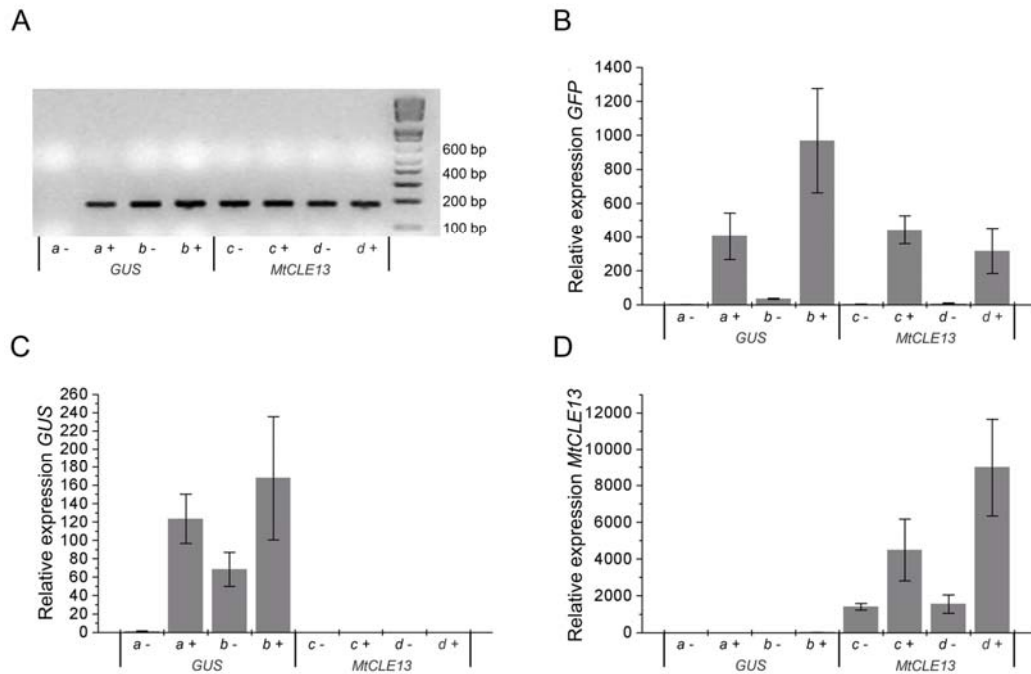 A
600 bp
400 bp
200 bp
100 bp
a - a + b - b + c - c + d - d +
GUS MtCLE13
B
Relative expression GFP
1400
1200
1000
800
600
400
200
0
a - a + b - b + c - c + d - d +
GUS MtCLE13
C
Relative expression GUS
260
240
220
200
180
160
140
120
100
80
60
40
20
0
a - a + b - b + c - c + d - d +
GUS MtCLE13
D
Relative expression MtCLE13
12000
10000
8000
6000
4000
2000
0
a - a + b - b + c - c + d - d +
GUS MtCLE13